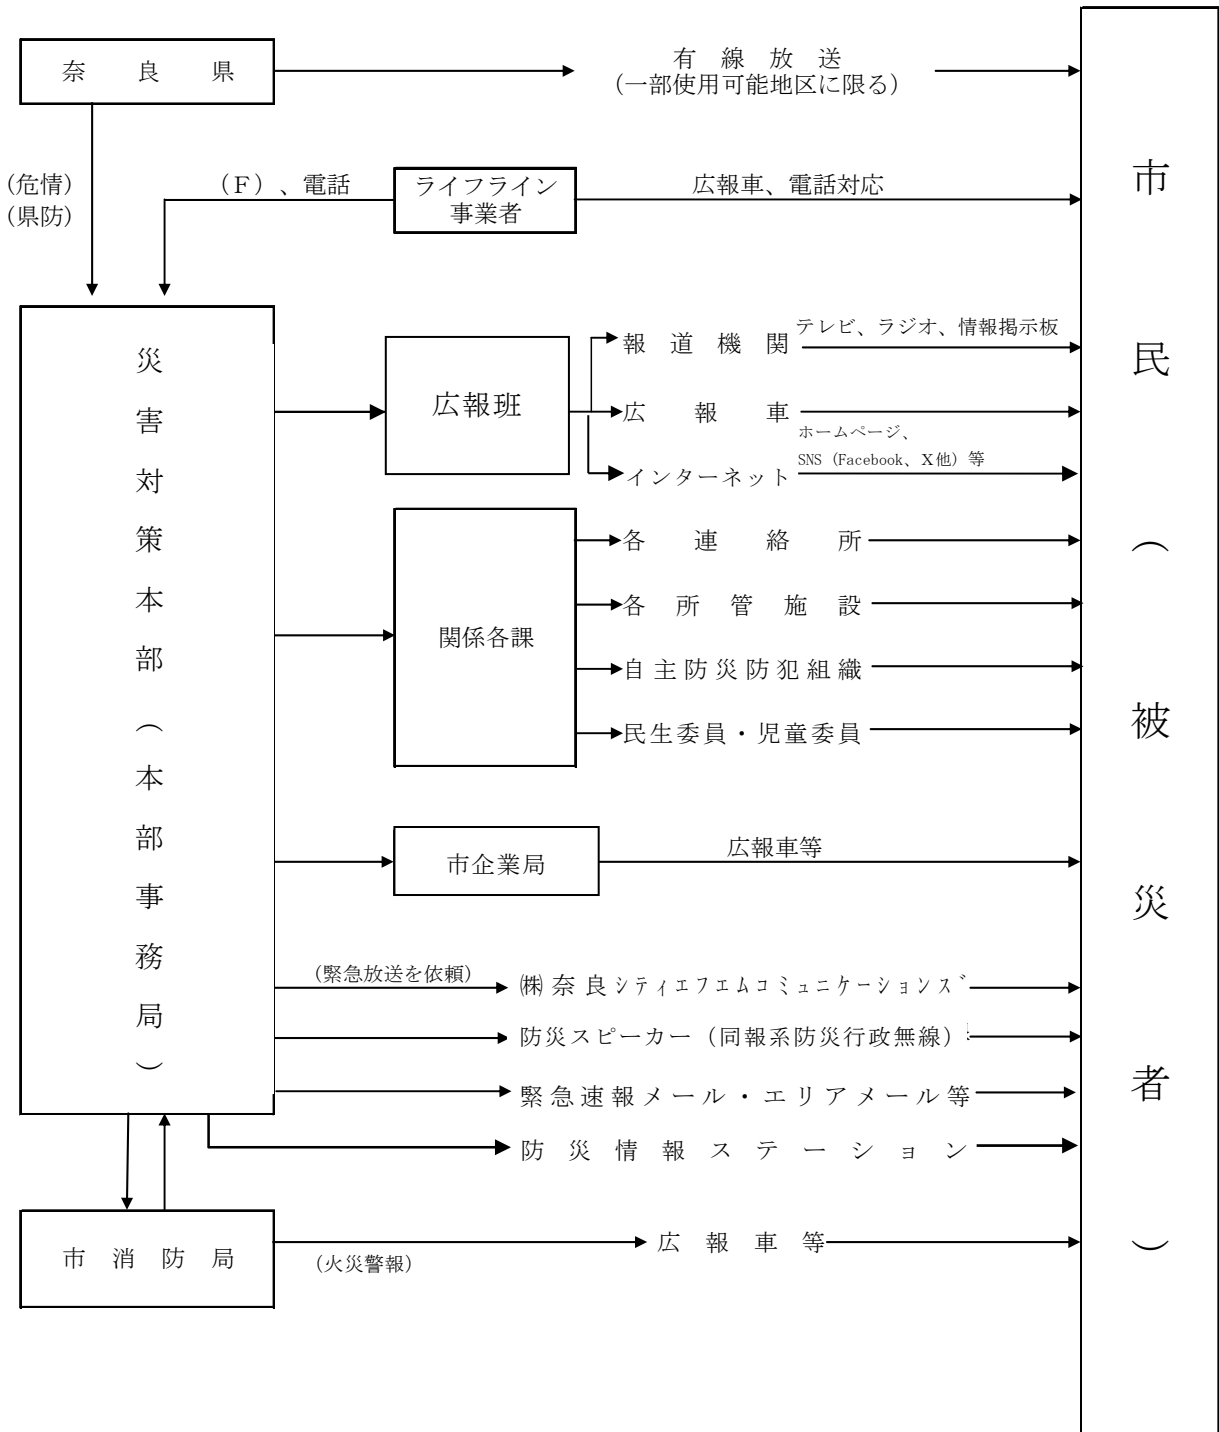 奈良県
有線放送
(一部使用可能地区に限る)
(危情)
(県防)
(F)、電話
ライフライン
事業者
広報車、電話対応
市民（被災者）
災害対策本部（本部事務局）
広報班
報道機関
テレビ、ラジオ、情報掲示板
広報車
ホームページ、
SNS（Facebook、X他）等
インターネット
関係各課
各連絡所
各所管施設
自主防災防犯組織
民生委員・児童委員
市企業局
広報車等
(緊急放送を依頼)
㈱奈良シティエフエムコミュニケーションズ
防災スピーカー（同報系防災行政無線）
緊急速報メール・エリアメール等
防災情報ステーション
市消防局
(火災警報)
広報車等